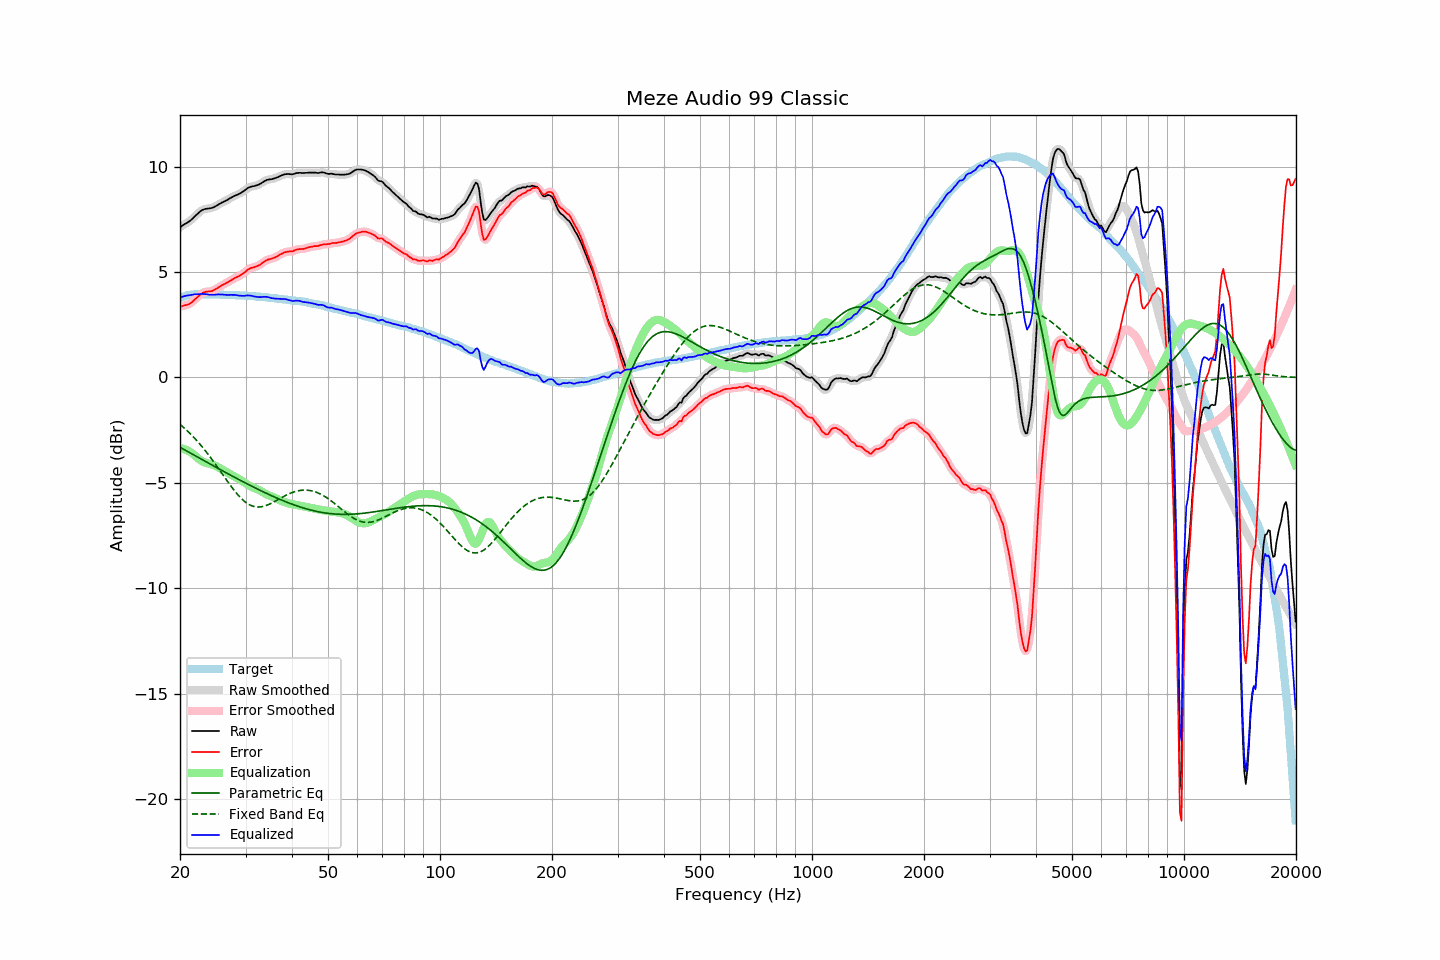 Meze Audio 99 Classic
Amplitude (dBr)
10
5
0
−5
−10
−15
−20
Target
Raw Smoothed
Error Smoothed
Raw
Error
Equalization
Parametric Eq
Fixed Band Eq
Equalized
20 50 100 200 500 1000 2000 5000 10000 20000
Frequency (Hz)